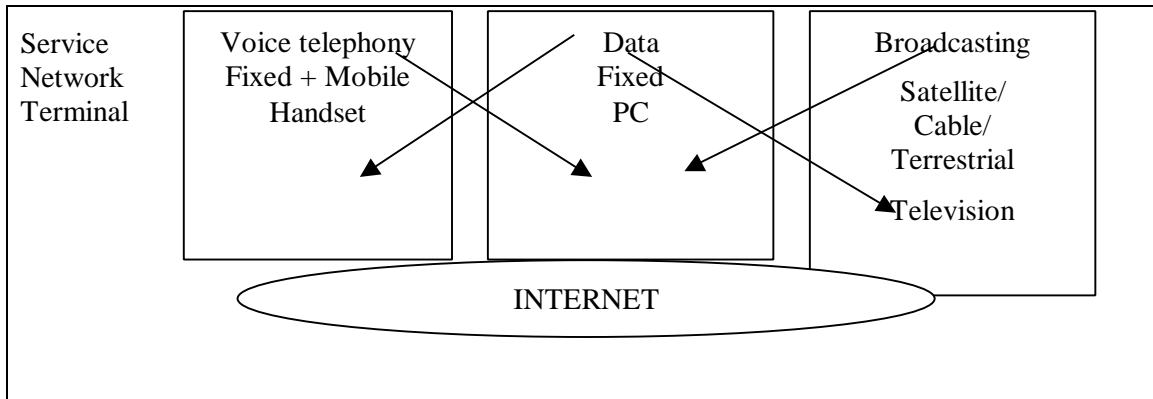 Service
Network
Terminal
Voice telephony
Fixed + Mobile
Handset
Data
Fixed
PC
Broadcasting
Satellite/
Cable/
Terrestrial
Television
INTERNET